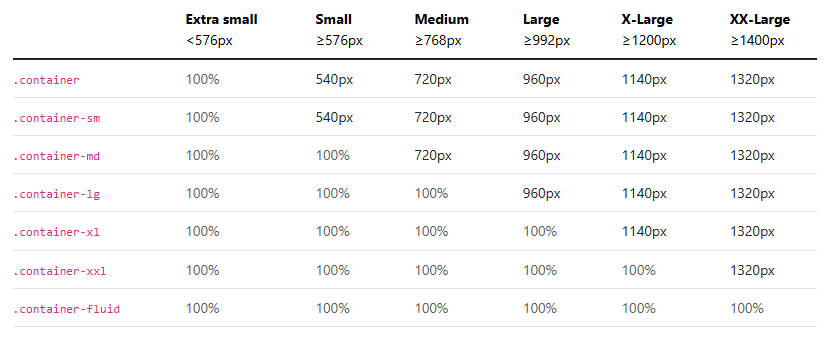 Extra small Small Medium Large X-Large XX-Large
<576px ≥576px ≥768px ≥992px ≥1200px ≥1400px
.container 100% 540px 720px 960px 1140px 1320px
.container-sm 100% 540px 720px 960px 1140px 1320px
.container-md 100% 100% 720px 960px 1140px 1320px
.container-lg 100% 100% 100% 960px 1140px 1320px
.container-xl 100% 100% 100% 100% 1140px 1320px
.container-xxl 100% 100% 100% 100% 100% 1320px
.container-fluid 100% 100% 100% 100% 100% 100%